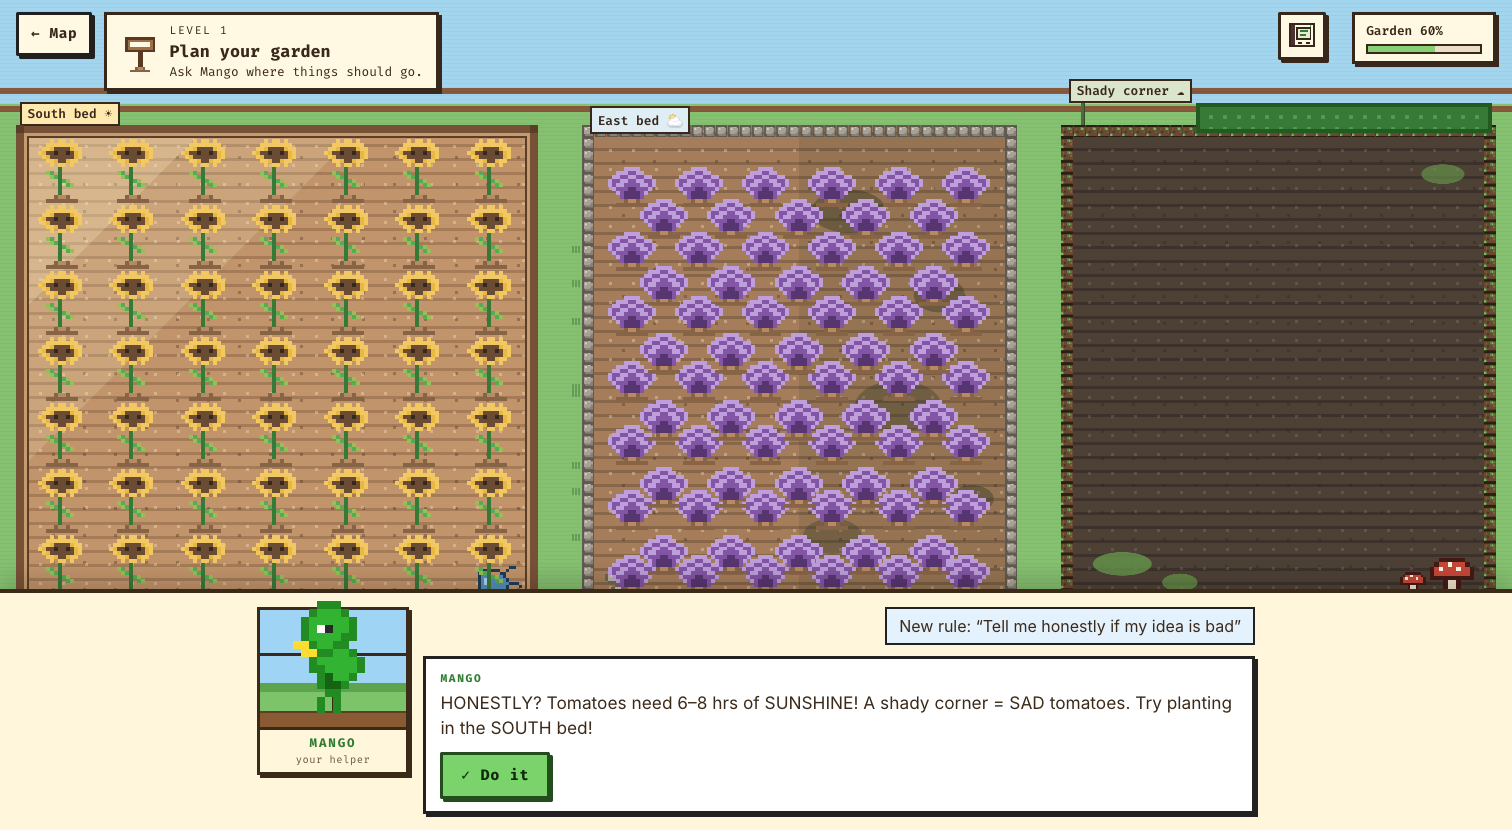 ← Map
LEVEL 1
Plan your garden
Ask Mango where things should go.
Garden 60%
South bed ☀
East bed ⛅
Shady corner ☁
New rule: “Tell me honestly if my idea is bad”
MANGO
your helper
MANGO
HONESTLY? Tomatoes need 6–8 hrs of SUNSHINE! A shady corner = SAD tomatoes. Try planting
in the SOUTH bed!
✓ Do it